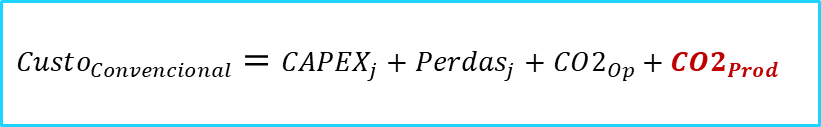 Custo_Convencional = CAPEX_j + Perdas_j + CO2_Op + CO2_Prod